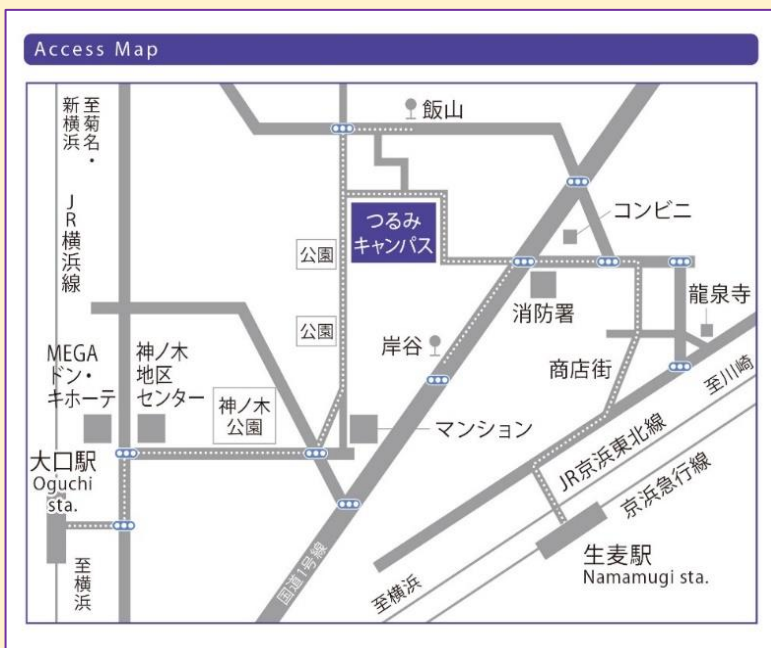 Access Map
至菊名・
新横浜
JR横浜線
飯山
つるみ
キャンパス
コンビニ
公園
消防署
龍泉寺
公園
岸谷
商店街
至川崎
MEGA
ドン・
キホーテ
神ノ木
地区
センター
神ノ木
公園
マンション
JR京浜東北線
京浜急行線
大口駅
Oguchi
sta.
至横浜
国道1号線
至横浜
生麦駅
Namamugi sta.